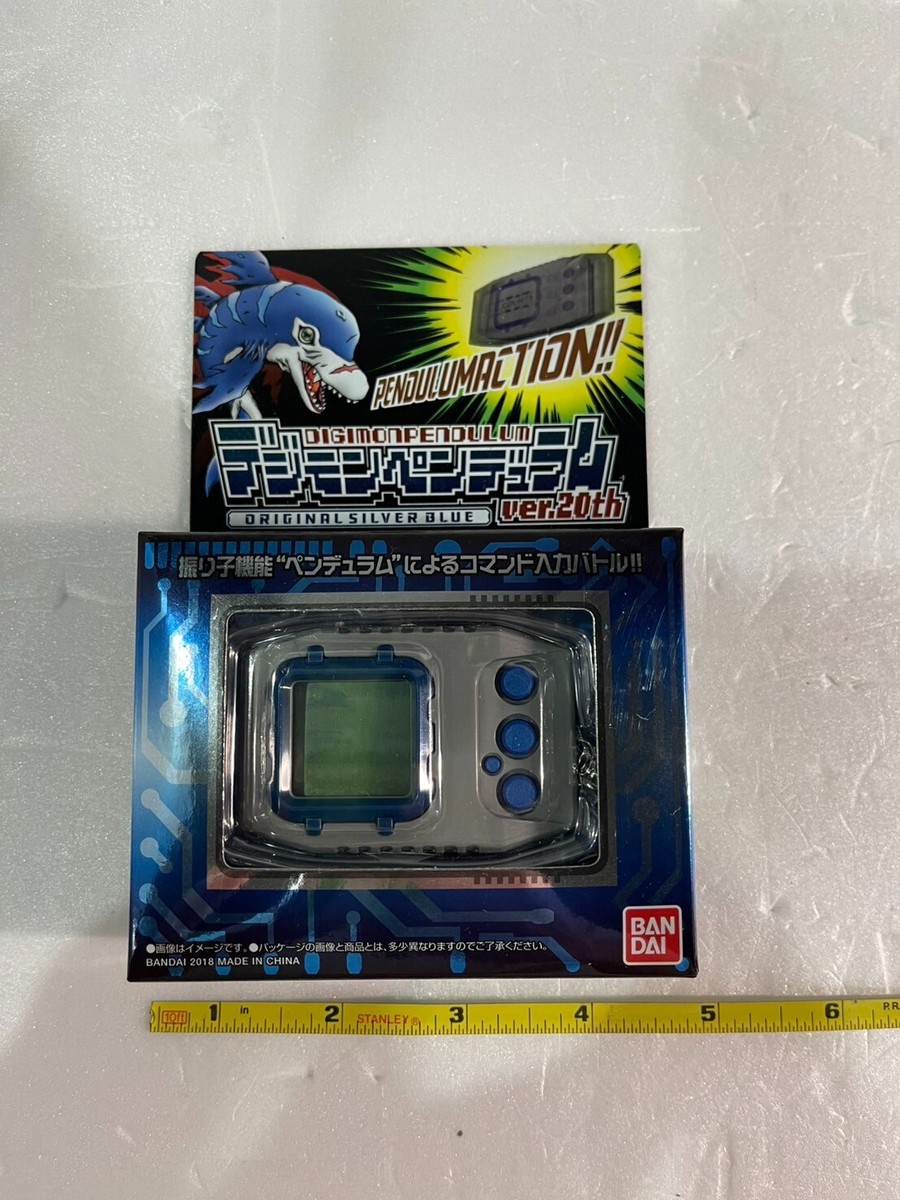 PENDULUMACTION!!
DIGIMONPENDULUM
デジモンペンデュラム
ORIGINAL SILVER BLUE
ver.20th
振り子機能“ペンデュラム”によるコマンド入力バトル!!
●画像はイメージです。●パッケージの画像と商品とは、多少異なりますのでご了承ください。
BANDAI 2018 MADE IN CHINA
BAN
DAI
10ft 1 in 2 STANLEY® 3 4 5 6 P.R.